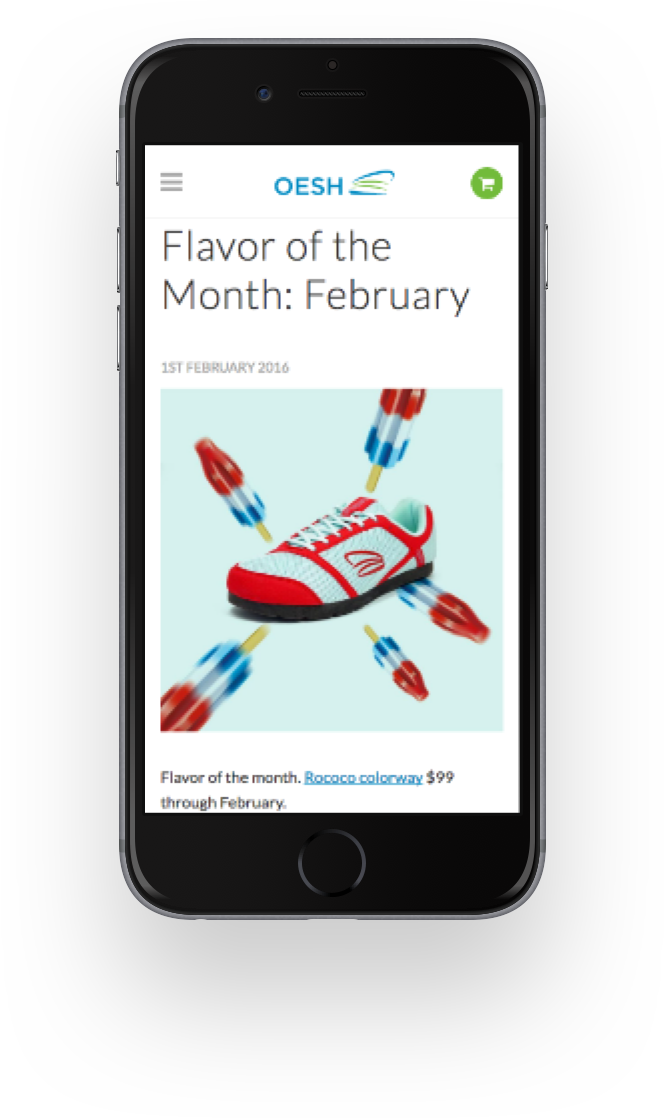 OESH
Flavor of the
Month: February
1ST FEBRUARY 2016
Flavor of the month. Rococo colorway $99
through February.